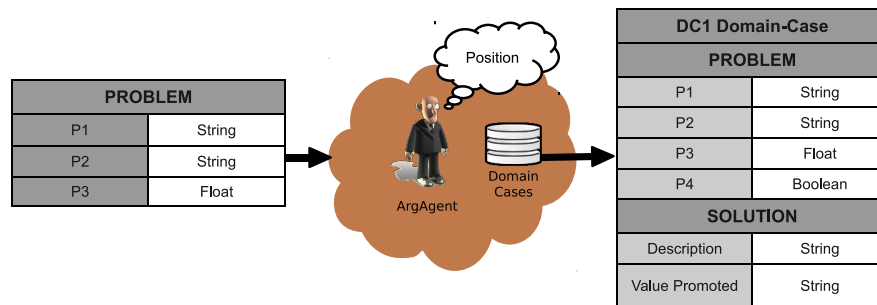 PROBLEM
P1 String
P2 String
P3 Float
Position
ArgAgent
Domain
Cases
DC1 Domain-Case
PROBLEM
P1 String
P2 String
P3 Float
P4 Boolean
SOLUTION
Description String
Value Promoted String